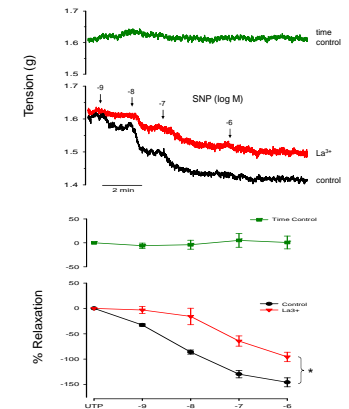 1.7
1.6
1.5
time
control
Tension (g)
1.7
1.6
1.5
1.4
-9
-8
-7
-6
SNP (log M)
La³⁺
control
2 min
50
0
-50
Time Control
% Relaxation
50
0
-50
-100
-150
Control
La3+
*
UTP
-9
-8
-7
-6